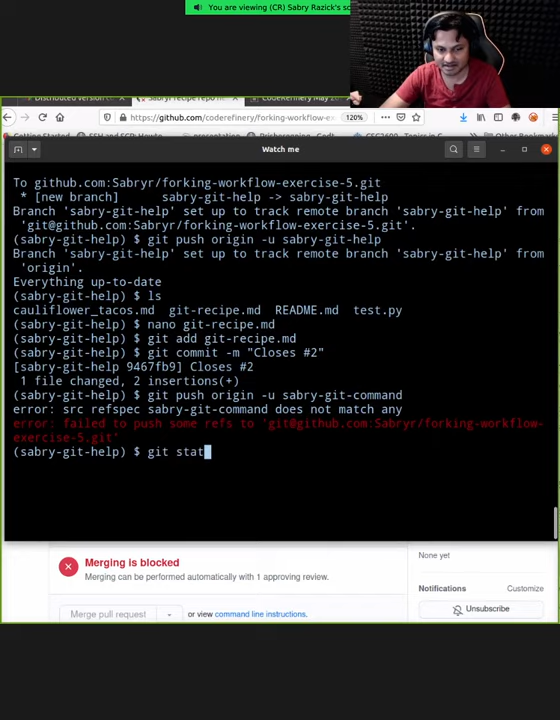 You are viewing (CR) Sabry Razick's sc
https://github.com/coderefinery/forking-workflow-ex
120%
Watch me
To github.com:Sabryr/forking-workflow-exercise-5.git
* [new branch] sabry-git-help -> sabry-git-help
Branch 'sabry-git-help' set up to track remote branch 'sabry-git-help' from
'git@github.com:Sabryr/forking-workflow-exercise-5.git'.
(sabry-git-help) $ git push origin -u sabry-git-help
Branch 'sabry-git-help' set up to track remote branch 'sabry-git-help' from
'origin'.
Everything up-to-date
(sabry-git-help) $ ls
cauliflower_tacos.md git-recipe.md README.md test.py
(sabry-git-help) $ nano git-recipe.md
(sabry-git-help) $ git add git-recipe.md
(sabry-git-help) $ git commit -m "Closes #2"
[sabry-git-help 9467fb9] Closes #2
1 file changed, 2 insertions(+)
(sabry-git-help) $ git push origin -u sabry-git-command
error: src refspec sabry-git-command does not match any
error: failed to push some refs to 'git@github.com:Sabryr/forking-workflow-
exercise-5.git'
(sabry-git-help) $ git stat
Merging is blocked
Merging can be performed automatically with 1 approving review.
Merge pull request
or view command line instructions.
None yet
Notifications
Customize
Unsubscribe